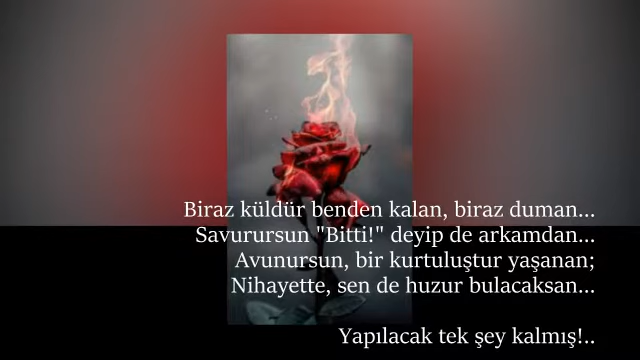 Biraz küldür benden kalan, biraz duman...
Savurursun "Bitti!" deyip de arkamdan...
Avunursun, bir kurtuluştur yaşanan;
Nihayette, sen de huzur bulacaksan...
Yapılacak tek şey kalmış!..